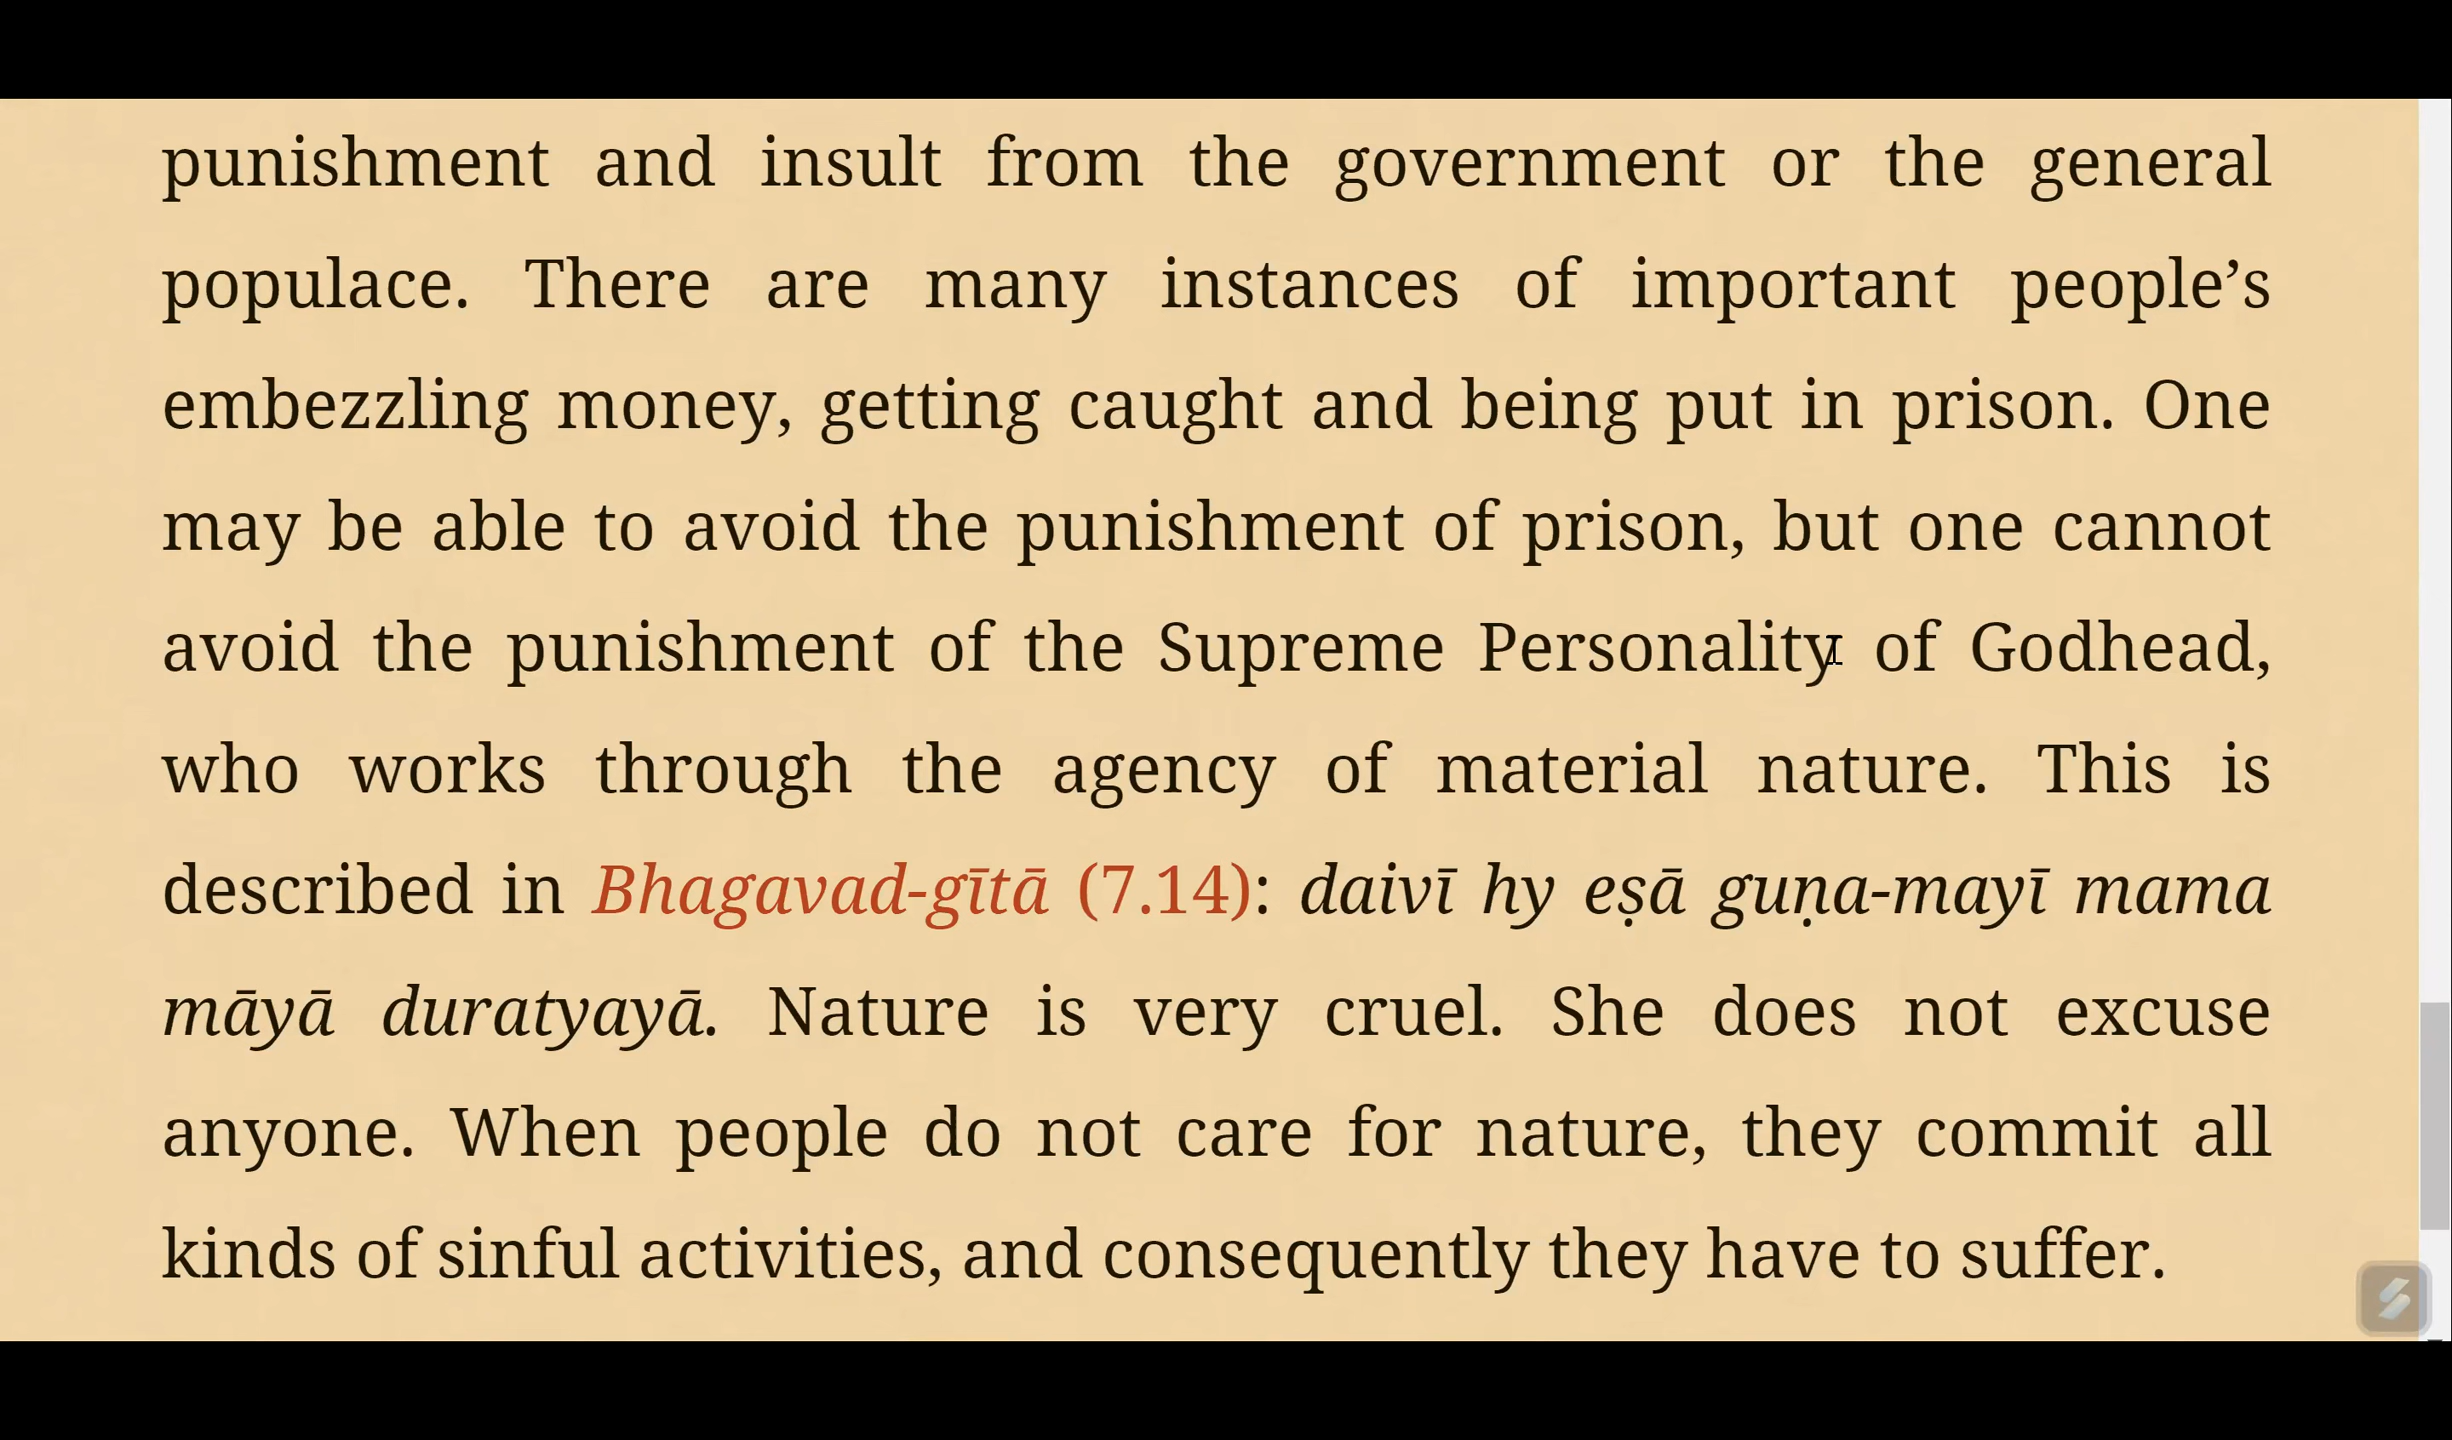 punishment and insult from the government or the general
populace. There are many instances of important people’s
embezzling money, getting caught and being put in prison. One
may be able to avoid the punishment of prison, but one cannot
avoid the punishment of the Supreme Personality of Godhead,
who works through the agency of material nature. This is
described in Bhagavad-gītā (7.14): daivī hy eṣā guṇa-mayī mama
māyā duratyayā. Nature is very cruel. She does not excuse
anyone. When people do not care for nature, they commit all
kinds of sinful activities, and consequently they have to suffer.